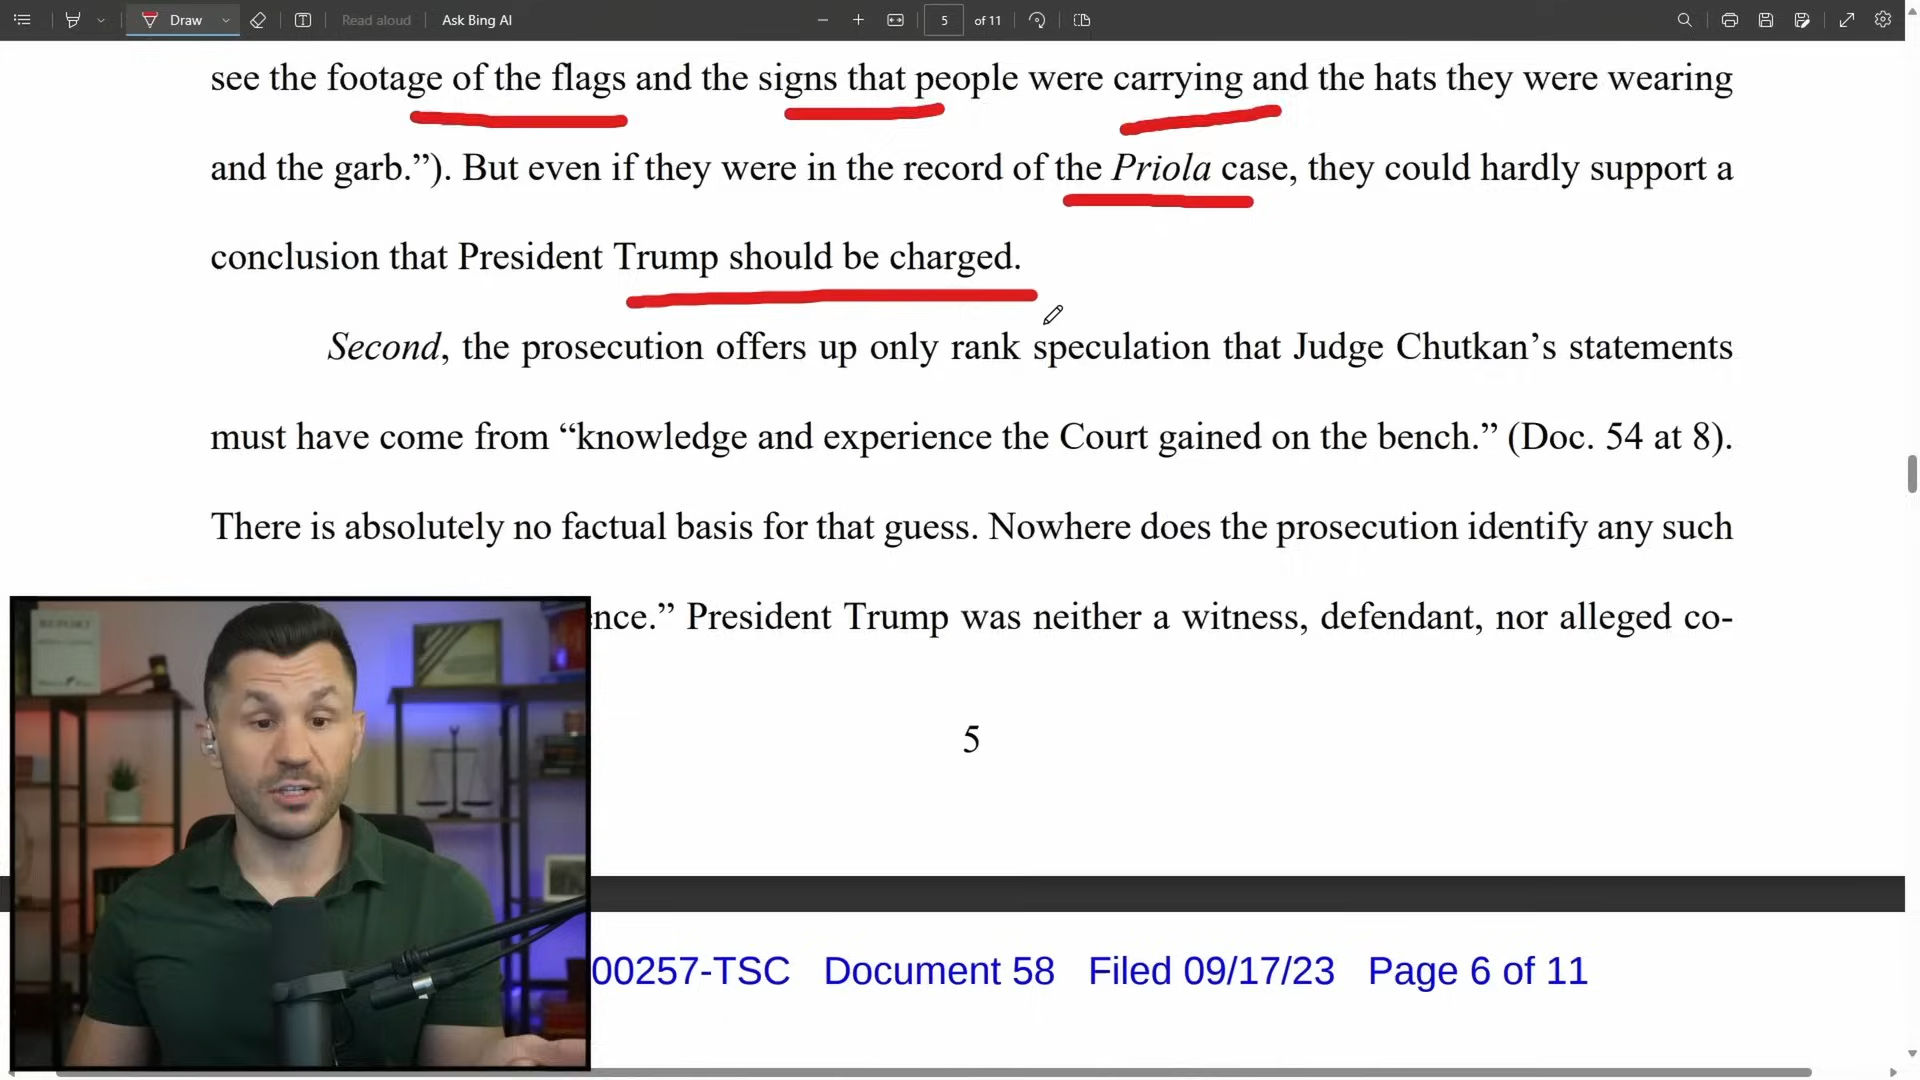 Draw
Read aloud
Ask Bing AI
5 of 11
see the footage of the flags and the signs that people were carrying and the hats they were wearing
and the garb.”). But even if they were in the record of the Priola case, they could hardly support a
conclusion that President Trump should be charged.
Second, the prosecution offers up only rank speculation that Judge Chutkan’s statements
must have come from “knowledge and experience the Court gained on the bench.” (Doc. 54 at 8).
There is absolutely no factual basis for that guess. Nowhere does the prosecution identify any such
ence.” President Trump was neither a witness, defendant, nor alleged co-
REPORT
5
00257-TSC Document 58 Filed 09/17/23 Page 6 of 11